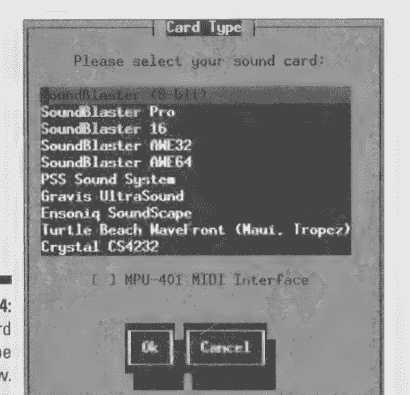 Card Type
Please select your sound card:
SoundBlaster (8-bit)
SoundBlaster Pro
SoundBlaster 16
SoundBlaster AWE32
SoundBlaster AWE64
PSS Sound System
Gravis UltraSound
Ensoniq SoundScape
Turtle Beach WaveFront (Maui, Tropez)
Crystal CS4232
[ ] MPU-401 MIDI Interface
4:
rd
pe
w.
Ok Cancel